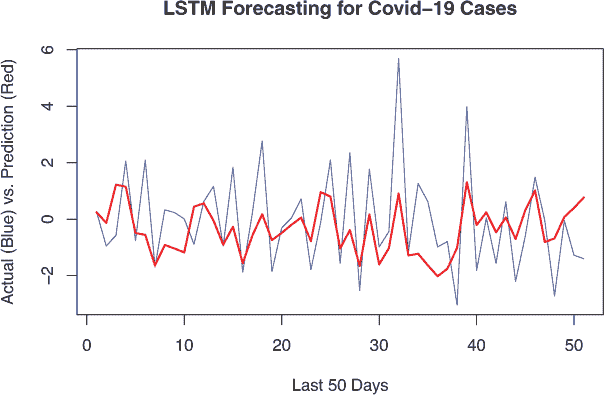 LSTM Forecasting for Covid−19 Cases
Actual (Blue) vs. Prediction (Red)
6
4
2
0
−2
0 10 20 30 40 50
Last 50 Days